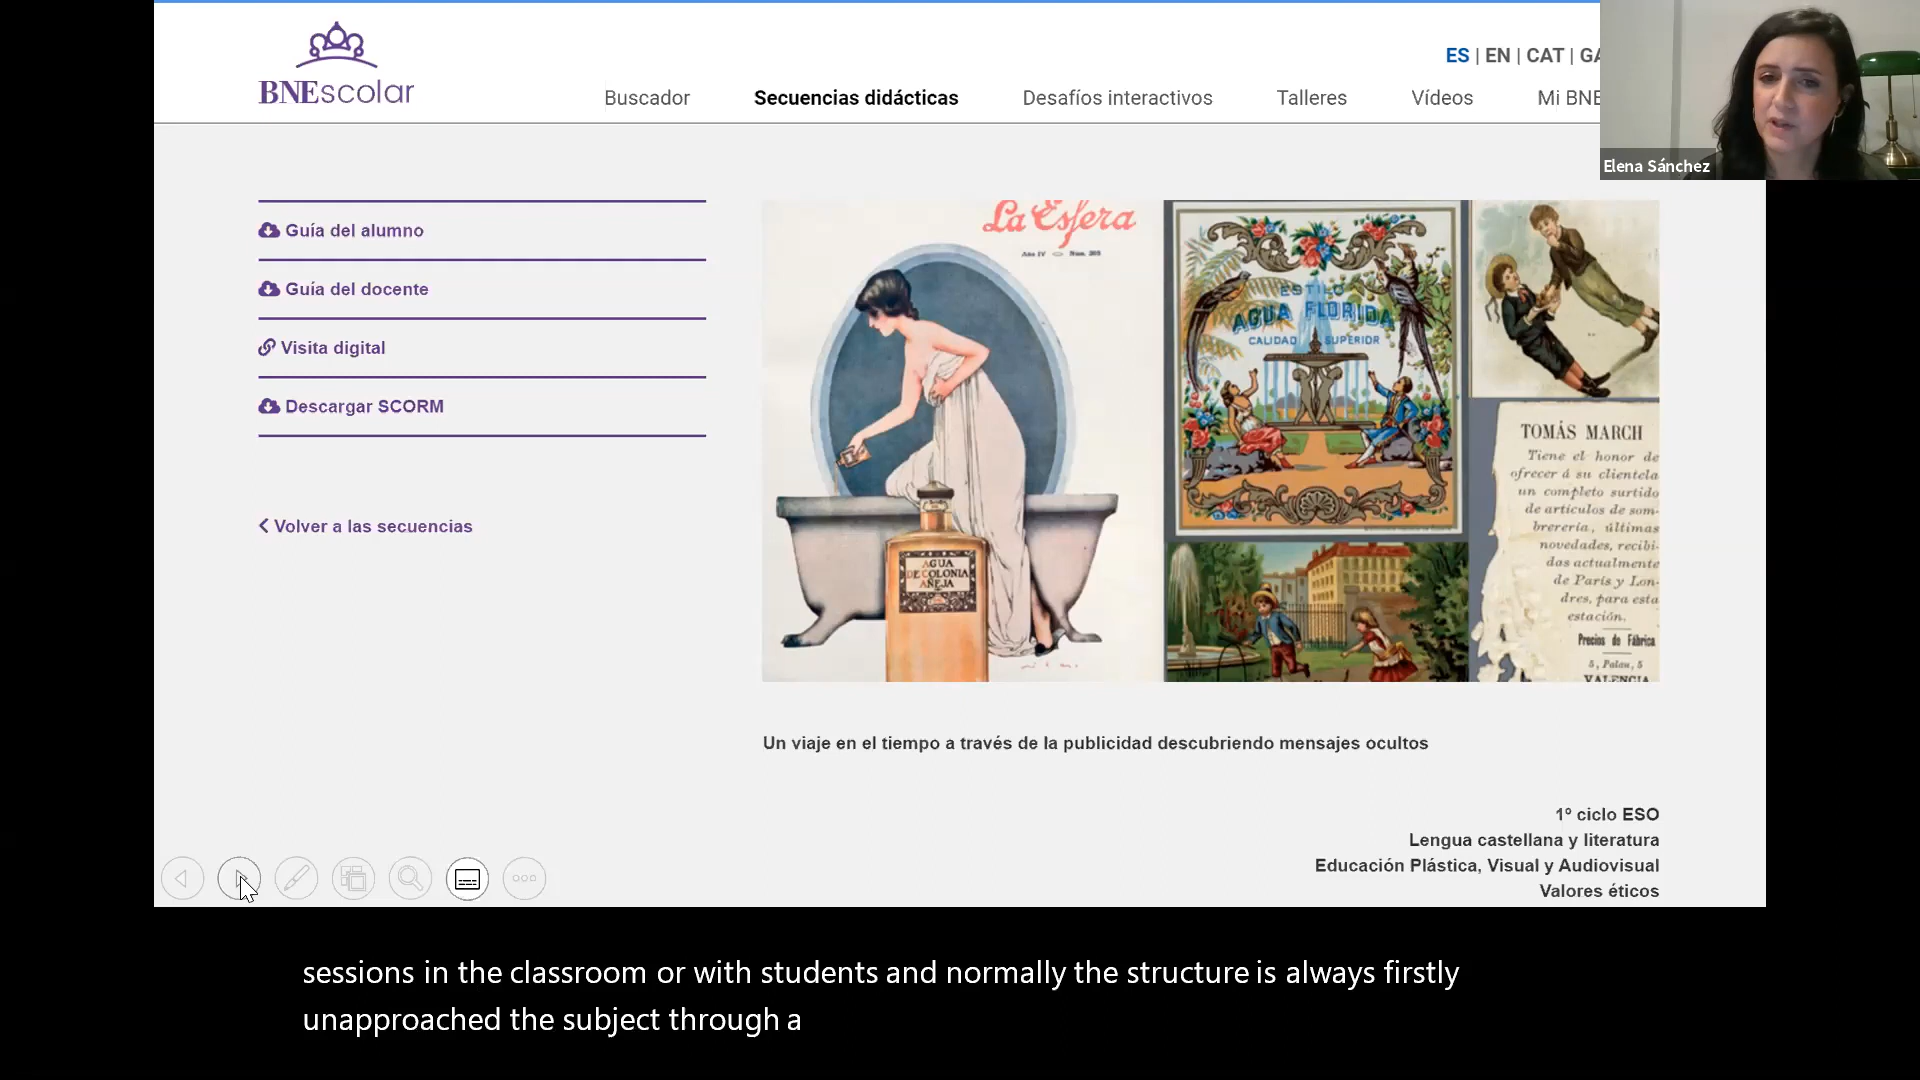 BNEscolar
ES | EN | CAT | GA
Buscador
Secuencias didácticas
Desafíos interactivos
Talleres
Vídeos
Mi BNE
Elena Sánchez
Guía del alumno
Guía del docente
Visita digital
Descargar SCORM
Volver a las secuencias
La Esfera
Año IV Núm. 205
AGUA
DE COLONIA
AÑEJA
ESTILO
AGUA FLORIDA
CALIDAD SUPERIOR
TOMÁS MARCH
Tiene el honor de
ofrecer á su clientela
un completo surtido
de artículos de som-
brerería, últimas
novedades, recibi-
das actualmente
de París y Lon-
dres, para esta
estación.
Precios de Fábrica
5, Palau, 5
VALENCIA
Un viaje en el tiempo a través de la publicidad descubriendo mensajes ocultos
1º ciclo ESO
Lengua castellana y literatura
Educación Plástica, Visual y Audiovisual
Valores éticos
sessions in the classroom or with students and normally the structure is always firstly
unapproached the subject through a